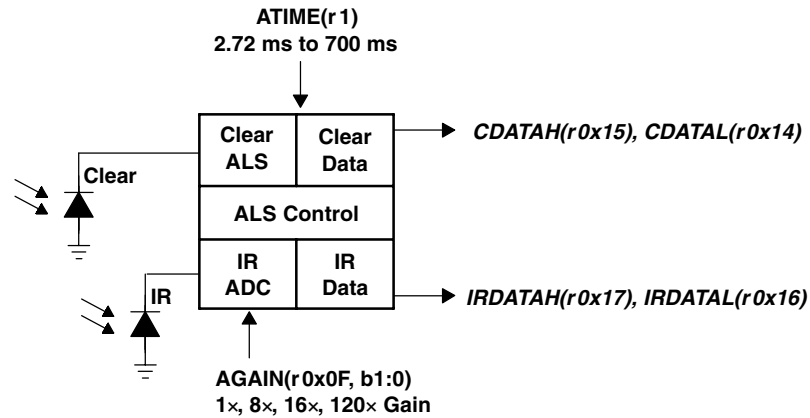 ATIME(r1)
2.72 ms to 700 ms
Clear
ALS
Clear
Data
CDATAH(r0x15), CDATAL(r0x14)
Clear
ALS Control
IR
ADC
IR
Data
IR
IRDATAH(r0x17), IRDATAL(r0x16)
AGAIN(r0x0F, b1:0)
1×, 8×, 16×, 120× Gain